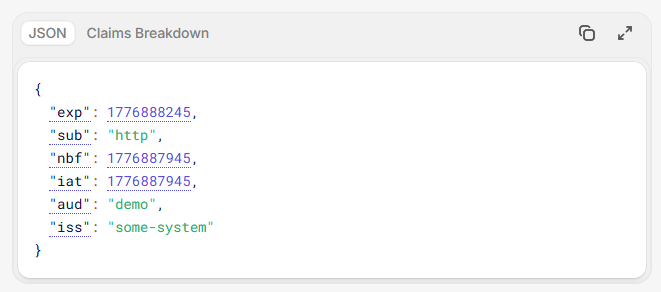 JSON Claims Breakdown
{
"exp": 1776888245,
"sub": "http",
"nbf": 1776887945,
"iat": 1776887945,
"aud": "demo",
"iss": "some-system"
}